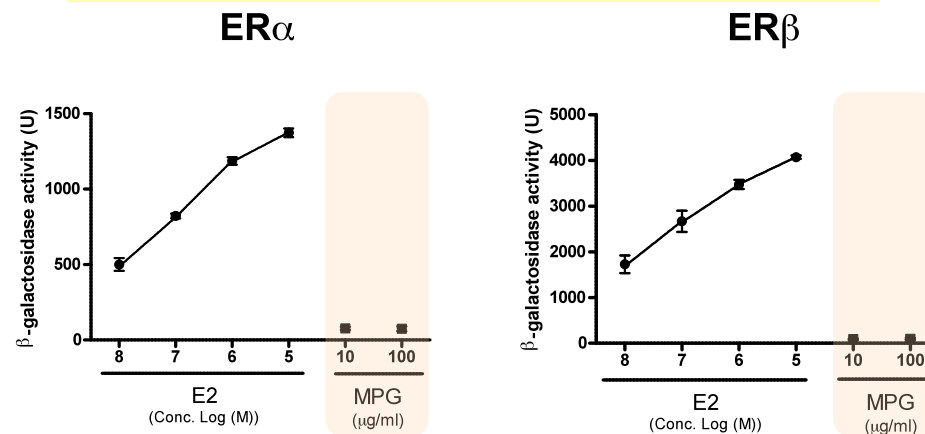 ERα
ERβ
β-galactosidase activity (U)
1500
1000
500
0
8 7 6 5 10 100
E2
(Conc. Log (M))
MPG
(μg/ml)
β-galactosidase activity (U)
5000
4000
3000
2000
1000
0
8 7 6 5 10 100
E2
(Conc. Log (M))
MPG
(μg/ml)